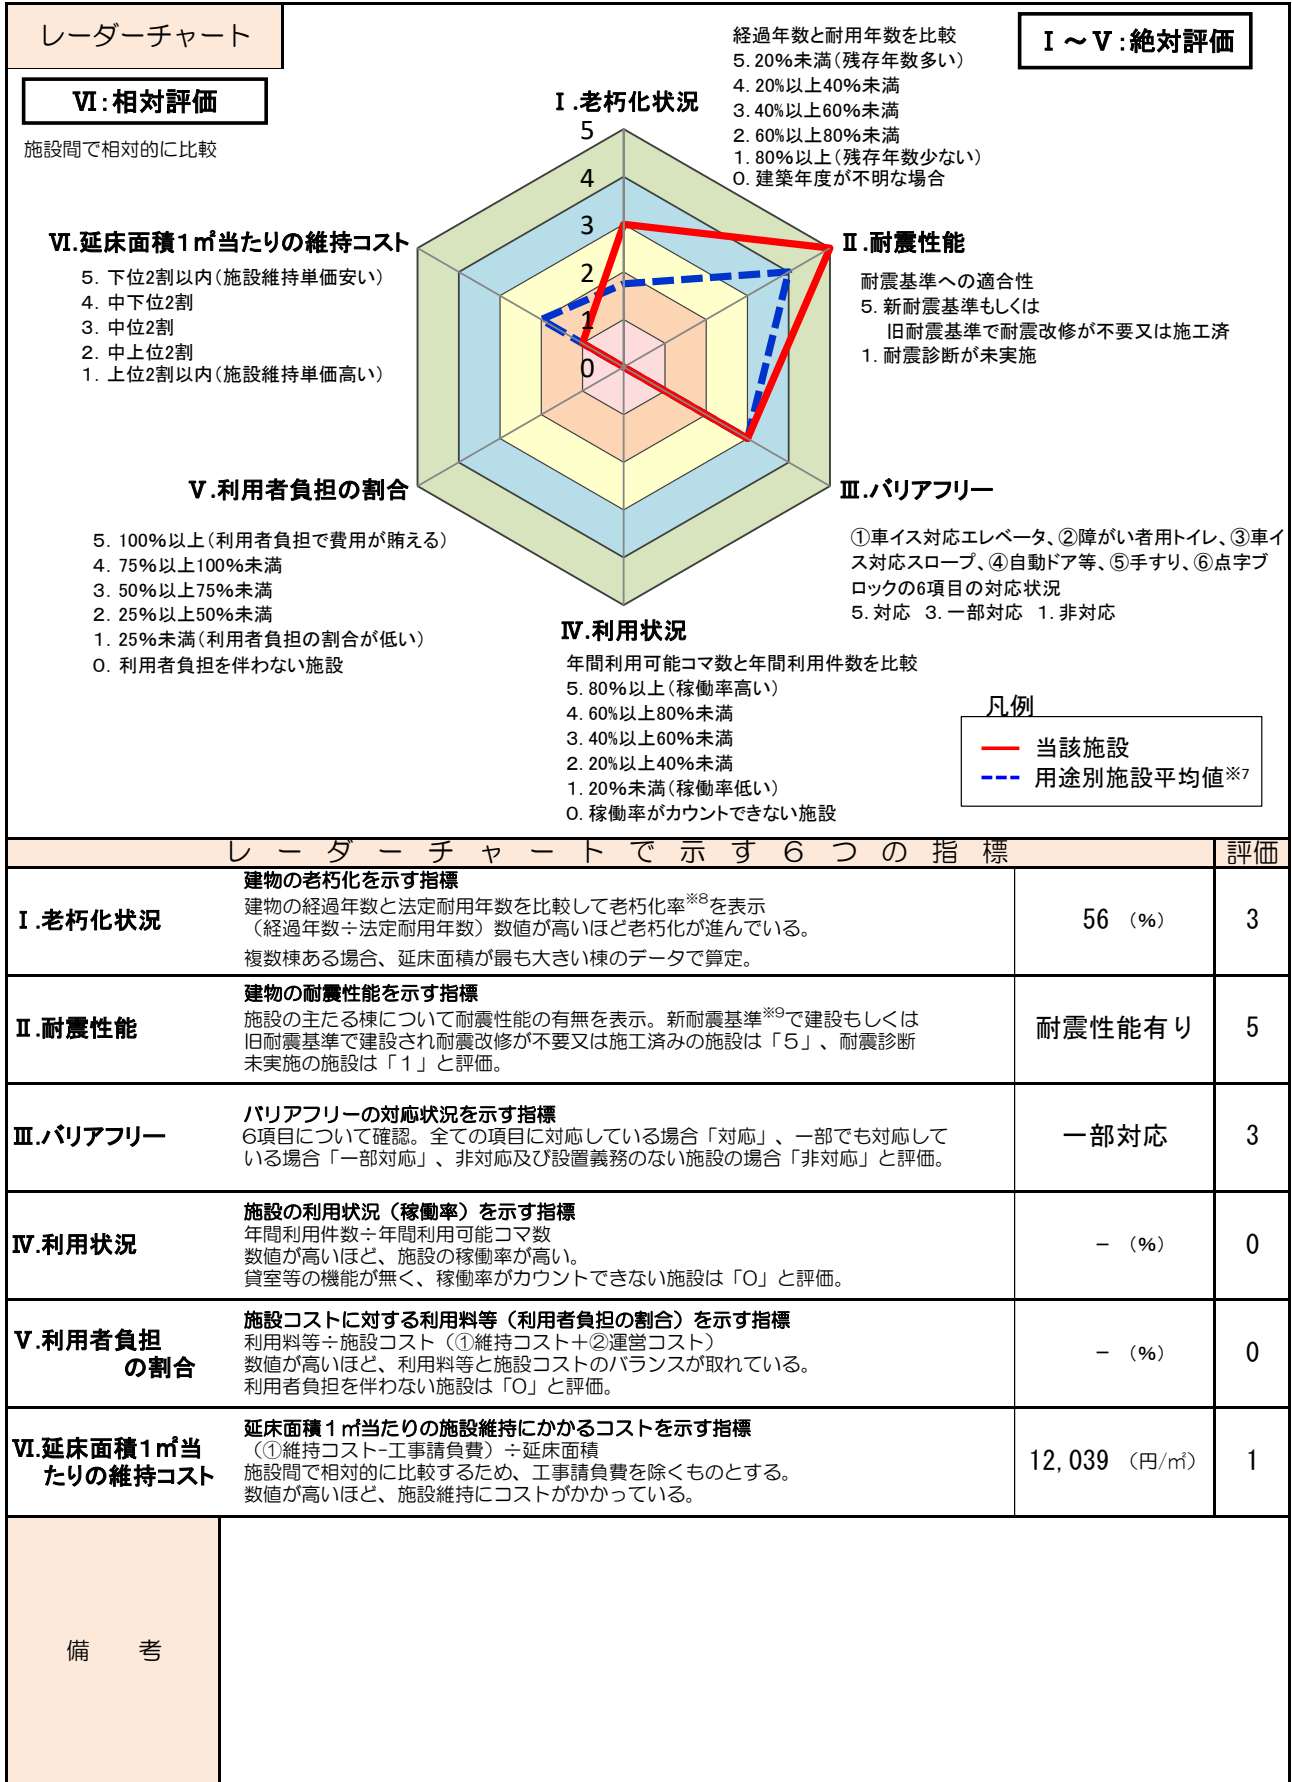 レーダーチャート
Ⅰ～Ⅴ:絶対評価
Ⅵ:相対評価
施設間で相対的に比較
経過年数と耐用年数を比較
5. 20%未満(残存年数多い)
4. 20%以上40%未満
3. 40%以上60%未満
2. 60%以上80%未満
1. 80%以上(残存年数少ない)
0. 建築年度が不明な場合
Ⅰ.老朽化状況
5
4
3
2
1
0
Ⅵ.延床面積1㎡当たりの維持コスト
5. 下位2割以内(施設維持単価安い)
4. 中下位2割
3. 中位2割
2. 中上位2割
1. 上位2割以内(施設維持単価高い)
Ⅱ.耐震性能
耐震基準への適合性
5. 新耐震基準もしくは
旧耐震基準で耐震改修が不要又は施工済
1. 耐震診断が未実施
Ⅴ.利用者負担の割合
5. 100%以上(利用者負担で費用が賄える)
4. 75%以上100%未満
3. 50%以上75%未満
2. 25%以上50%未満
1. 25%未満(利用者負担の割合が低い)
0. 利用者負担を伴わない施設
Ⅲ.バリアフリー
①車イス対応エレベータ、②障がい者用トイレ、③車イ
ス対応スロープ、④自動ドア等、⑤手すり、⑥点字ブ
ロックの6項目の対応状況
5. 対応 3. 一部対応 1. 非対応
Ⅳ.利用状況
年間利用可能コマ数と年間利用件数を比較
5. 80%以上(稼働率高い)
4. 60%以上80%未満
3. 40%以上60%未満
2. 20%以上40%未満
1. 20%未満(稼働率低い)
0. 稼働率がカウントできない施設
凡例
当該施設
用途別施設平均値※7
レーダーチャートで示す6つの指標 評価
建物の老朽化を示す指標
Ⅰ.老朽化状況 建物の経過年数と法定耐用年数を比較して老朽化率※8を表示 56 (%) 3
(経過年数÷法定耐用年数)数値が高いほど老朽化が進んでいる。
複数棟ある場合、延床面積が最も大きい棟のデータで算定。
建物の耐震性能を示す指標
Ⅱ.耐震性能 施設の主たる棟について耐震性能の有無を表示。新耐震基準※9で建設もしくは 耐震性能有り 5
旧耐震基準で建設され耐震改修が不要又は施工済みの施設は「5」、耐震診断
未実施の施設は「1」と評価。
バリアフリーの対応状況を示す指標
Ⅲ.バリアフリー 6項目について確認。全ての項目に対応している場合「対応」、一部でも対応して 一部対応 3
いる場合「一部対応」、非対応及び設置義務のない施設の場合「非対応」と評価。
施設の利用状況(稼働率)を示す指標
Ⅳ.利用状況 年間利用件数÷年間利用可能コマ数 － (%) 0
数値が高いほど、施設の稼働率が高い。
貸室等の機能が無く、稼働率がカウントできない施設は「0」と評価。
施設コストに対する利用料等(利用者負担の割合)を示す指標
Ⅴ.利用者負担 利用料等÷施設コスト(①維持コスト＋②運営コスト) － (%) 0
の割合 数値が高いほど、利用料等と施設コストのバランスが取れている。
利用者負担を伴わない施設は「0」と評価。
延床面積1㎡当たりの施設維持にかかるコストを示す指標
Ⅵ.延床面積1㎡当 (①維持コスト-工事請負費)÷延床面積 12,039 (円/㎡) 1
たりの維持コスト 施設間で相対的に比較するため、工事請負費を除くものとする。
数値が高いほど、施設維持にコストがかかっている。
備 考